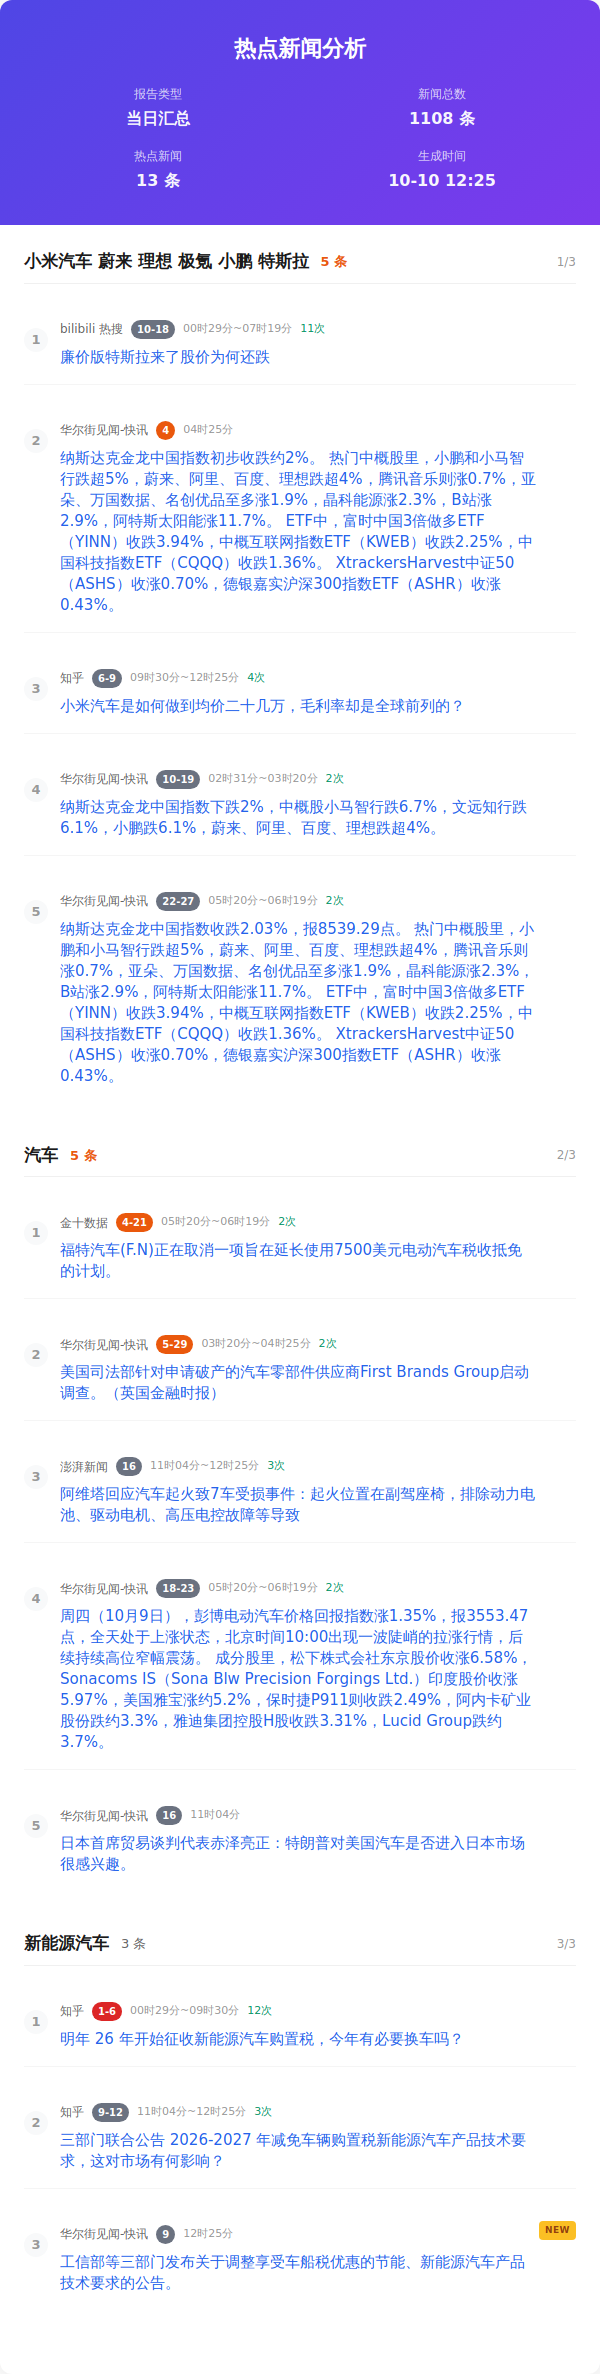 热点新闻分析
报告类型
新闻总数
当日汇总
1108 条
热点新闻
生成时间
13 条
10-10 12:25
小米汽车 蔚来 理想 极氪 小鹏 特斯拉 5 条 1/3
1
bilibili 热搜 10-18 00时29分~07时19分 11次
廉价版特斯拉来了股价为何还跌
2
华尔街见闻-快讯 4 04时25分
纳斯达克金龙中国指数初步收跌约2%。 热门中概股里，小鹏和小马智
行跌超5%，蔚来、阿里、百度、理想跌超4%，腾讯音乐则涨0.7%，亚
朵、万国数据、名创优品至多涨1.9%，晶科能源涨2.3%，B站涨
2.9%，阿特斯太阳能涨11.7%。 ETF中，富时中国3倍做多ETF
（YINN）收跌3.94%，中概互联网指数ETF（KWEB）收跌2.25%，中
国科技指数ETF（CQQQ）收跌1.36%。 XtrackersHarvest中证50
（ASHS）收涨0.70%，德银嘉实沪深300指数ETF（ASHR）收涨
0.43%。
3
知乎 6-9 09时30分~12时25分 4次
小米汽车是如何做到均价二十几万，毛利率却是全球前列的？
4
华尔街见闻-快讯 10-19 02时31分~03时20分 2次
纳斯达克金龙中国指数下跌2%，中概股小马智行跌6.7%，文远知行跌
6.1%，小鹏跌6.1%，蔚来、阿里、百度、理想跌超4%。
5
华尔街见闻-快讯 22-27 05时20分~06时19分 2次
纳斯达克金龙中国指数收跌2.03%，报8539.29点。 热门中概股里，小
鹏和小马智行跌超5%，蔚来、阿里、百度、理想跌超4%，腾讯音乐则
涨0.7%，亚朵、万国数据、名创优品至多涨1.9%，晶科能源涨2.3%，
B站涨2.9%，阿特斯太阳能涨11.7%。 ETF中，富时中国3倍做多ETF
（YINN）收跌3.94%，中概互联网指数ETF（KWEB）收跌2.25%，中
国科技指数ETF（CQQQ）收跌1.36%。 XtrackersHarvest中证50
（ASHS）收涨0.70%，德银嘉实沪深300指数ETF（ASHR）收涨
0.43%。
汽车 5 条 2/3
1
金十数据 4-21 05时20分~06时19分 2次
福特汽车(F.N)正在取消一项旨在延长使用7500美元电动汽车税收抵免
的计划。
2
华尔街见闻-快讯 5-29 03时20分~04时25分 2次
美国司法部针对申请破产的汽车零部件供应商First Brands Group启动
调查。（英国金融时报）
3
澎湃新闻 16 11时04分~12时25分 3次
阿维塔回应汽车起火致7车受损事件：起火位置在副驾座椅，排除动力电
池、驱动电机、高压电控故障等导致
4
华尔街见闻-快讯 18-23 05时20分~06时19分 2次
周四（10月9日），彭博电动汽车价格回报指数涨1.35%，报3553.47
点，全天处于上涨状态，北京时间10:00出现一波陡峭的拉涨行情，后
续持续高位窄幅震荡。 成分股里，松下株式会社东京股价收涨6.58%，
Sonacoms IS（Sona Blw Precision Forgings Ltd.）印度股价收涨
5.97%，美国雅宝涨约5.2%，保时捷P911则收跌2.49%，阿内卡矿业
股份跌约3.3%，雅迪集团控股H股收跌3.31%，Lucid Group跌约
3.7%。
5
华尔街见闻-快讯 16 11时04分
日本首席贸易谈判代表赤泽亮正：特朗普对美国汽车是否进入日本市场
很感兴趣。
新能源汽车 3 条 3/3
1
知乎 1-6 00时29分~09时30分 12次
明年 26 年开始征收新能源汽车购置税，今年有必要换车吗？
2
知乎 9-12 11时04分~12时25分 3次
三部门联合公告 2026-2027 年减免车辆购置税新能源汽车产品技术要
求，这对市场有何影响？
3
华尔街见闻-快讯 9 12时25分 NEW
工信部等三部门发布关于调整享受车船税优惠的节能、新能源汽车产品
技术要求的公告。